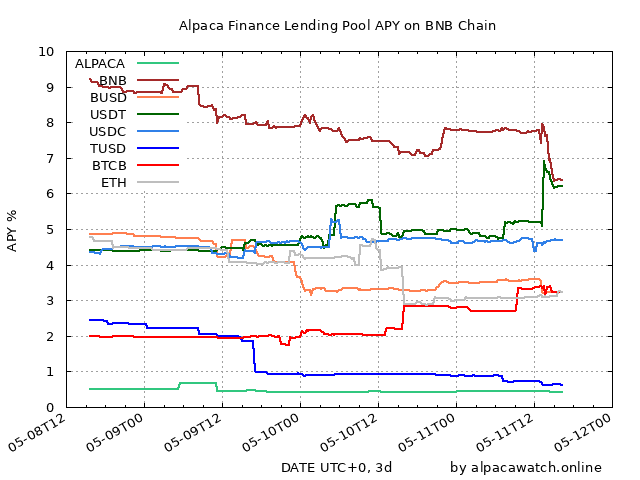 Alpaca Finance Lending Pool APY on BNB Chain
10
9
8
7
6
5
4
3
2
1
0
APY %
ALPACA
BNB
BUSD
USDT
USDC
TUSD
BTCB
ETH
05-08T12
05-09T00
05-09T12
05-10T00
05-10T12
05-11T00
05-11T12
05-12T00
DATE UTC+0, 3d
by alpacawatch.online